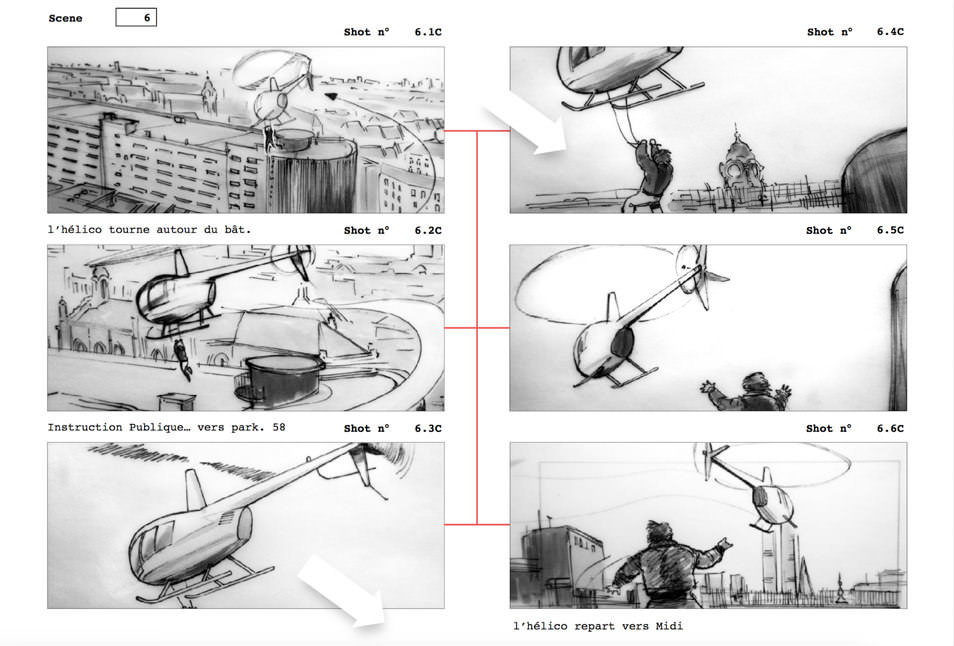 Scene 6
Shot n° 6.1C
Shot n° 6.4C
l'hélico tourne autour du bât. Shot n° 6.2C
Shot n° 6.5C
Instruction Publique… vers park. 58 Shot n° 6.3C
Shot n° 6.6C
l'hélico repart vers Midi